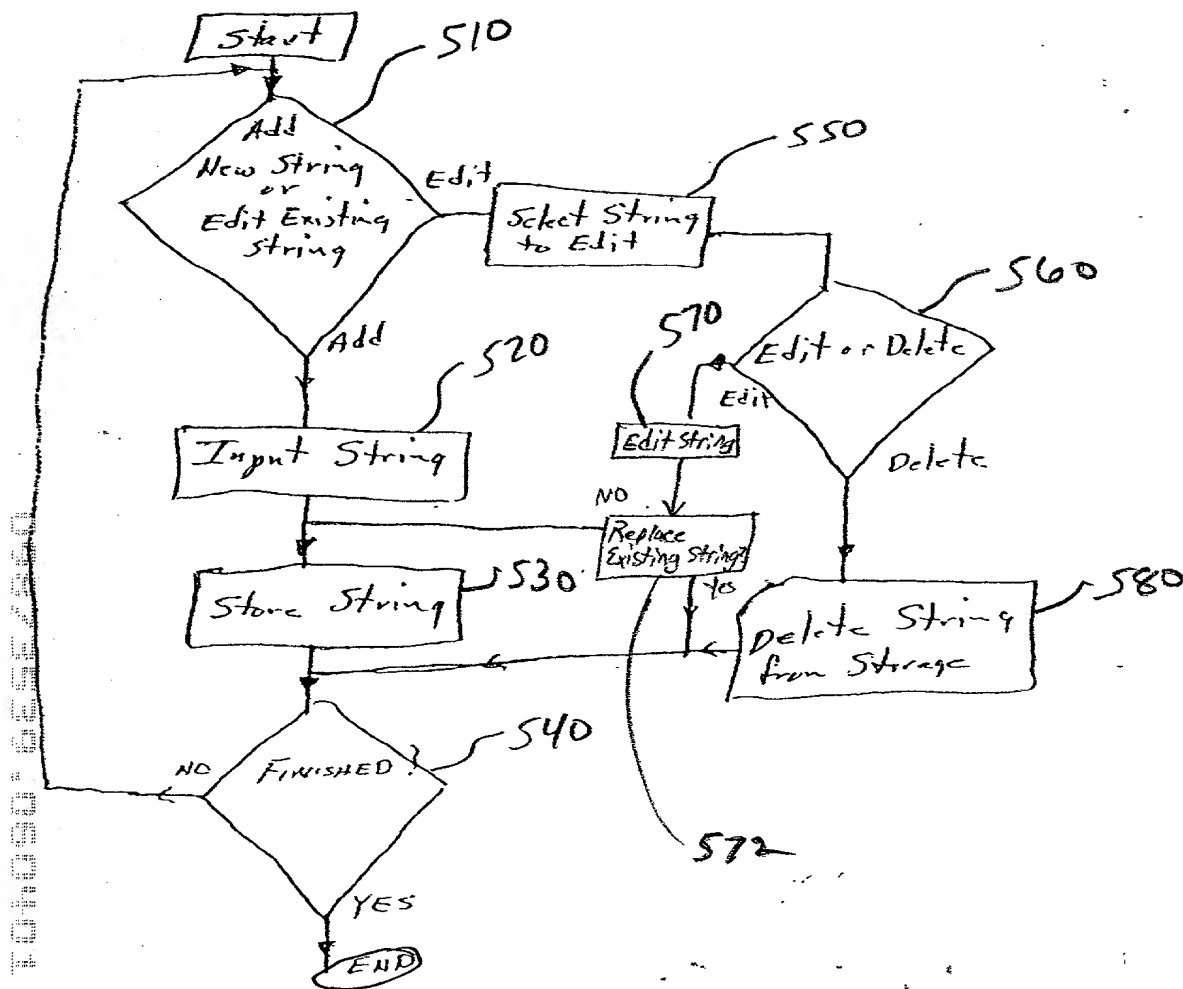 Start
510
Add
New String
or
Edit Existing
String
Edit
Add
550
Select String
to Edit
560
Edit or Delete
Edit
Delete
570
Edit String
520
Input String
NO
Replace
Existing String?
Yes
530
Store String
580
Delete String
from Storage
540
FINISHED?
NO
YES
572
END